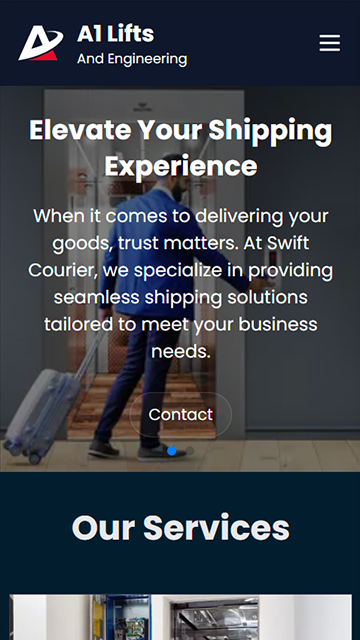 A1 Lifts
And Engineering
Elevate Your Shipping
Experience
When it comes to delivering your
goods, trust matters. At Swift
Courier, we specialize in providing
seamless shipping solutions
tailored to meet your business
needs.
Contact
Our Services